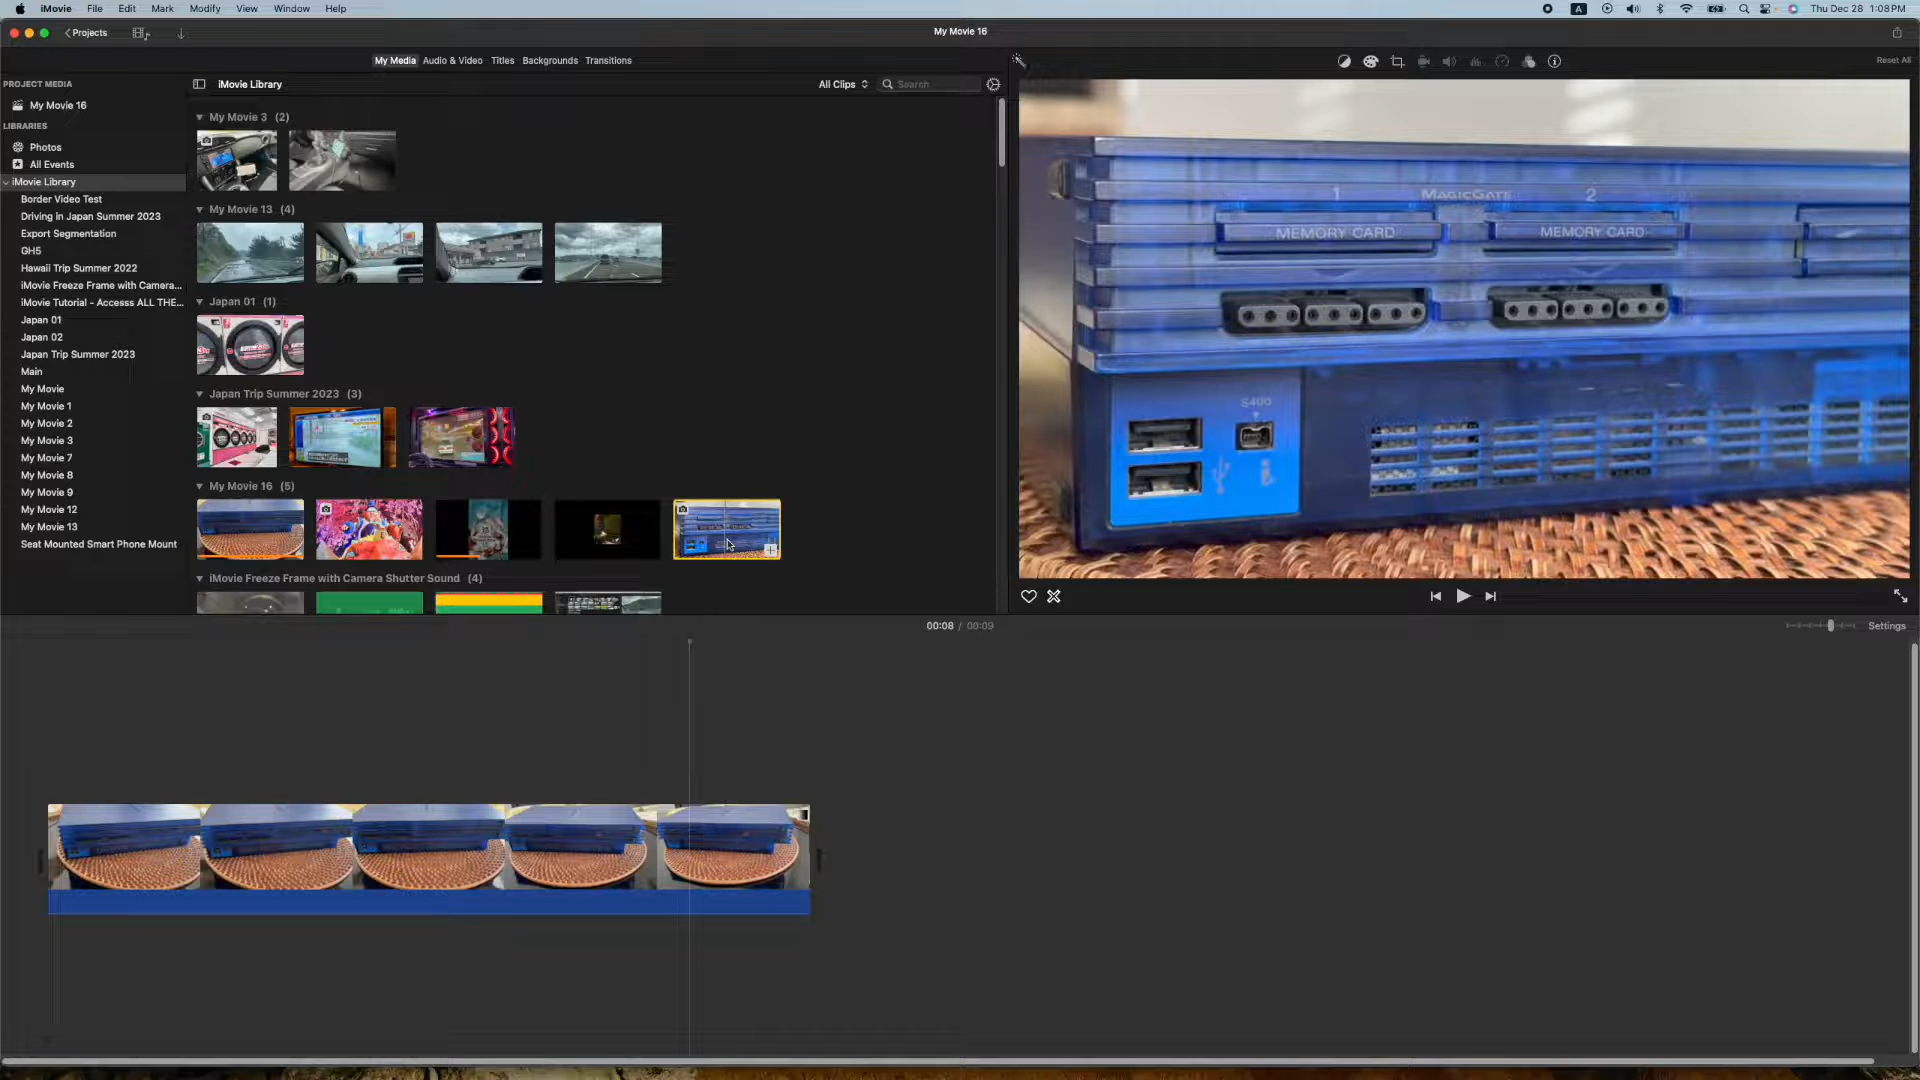 iMovie File Edit Mark Modify View Window Help
A Thu Dec 28 1:08 PM
Projects
My Movie 16
My Media Audio & Video Titles Backgrounds Transitions
Reset All
PROJECT MEDIA
My Movie 16
LIBRARIES
Photos
All Events
iMovie Library
Border Video Test
Driving in Japan Summer 2023
Export Segmentation
GH5
Hawaii Trip Summer 2022
iMovie Freeze Frame with Camera...
iMovie Tutorial - Accesss ALL THE...
Japan 01
Japan 02
Japan Trip Summer 2023
Main
My Movie
My Movie 1
My Movie 2
My Movie 3
My Movie 7
My Movie 8
My Movie 9
My Movie 12
My Movie 13
Seat Mounted Smart Phone Mount
iMovie Library
All Clips
Search
My Movie 3 (2)
My Movie 13 (4)
Japan 01 (1)
Japan Trip Summer 2023 (3)
My Movie 16 (5)
iMovie Freeze Frame with Camera Shutter Sound (4)
1 MAGICGATE 2
MEMORY CARD MEMORY CARD
S400
00:08 / 00:09
Settings